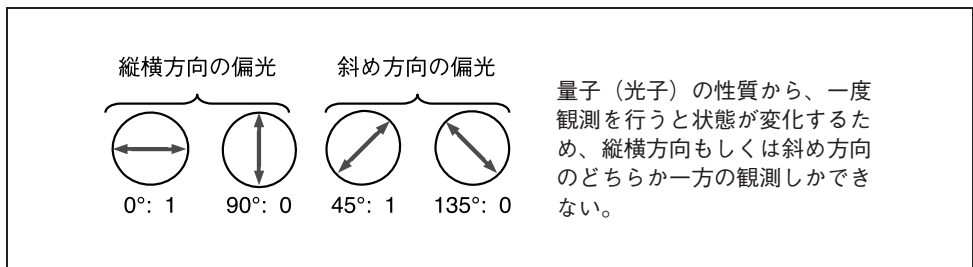 縦横方向の偏光
斜め方向の偏光
0°: 1
90°: 0
45°: 1
135°: 0
量子（光子）の性質から、一度
観測を行うと状態が変化するた
め、縦横方向もしくは斜め方向
のどちらか一方の観測しかでき
ない。